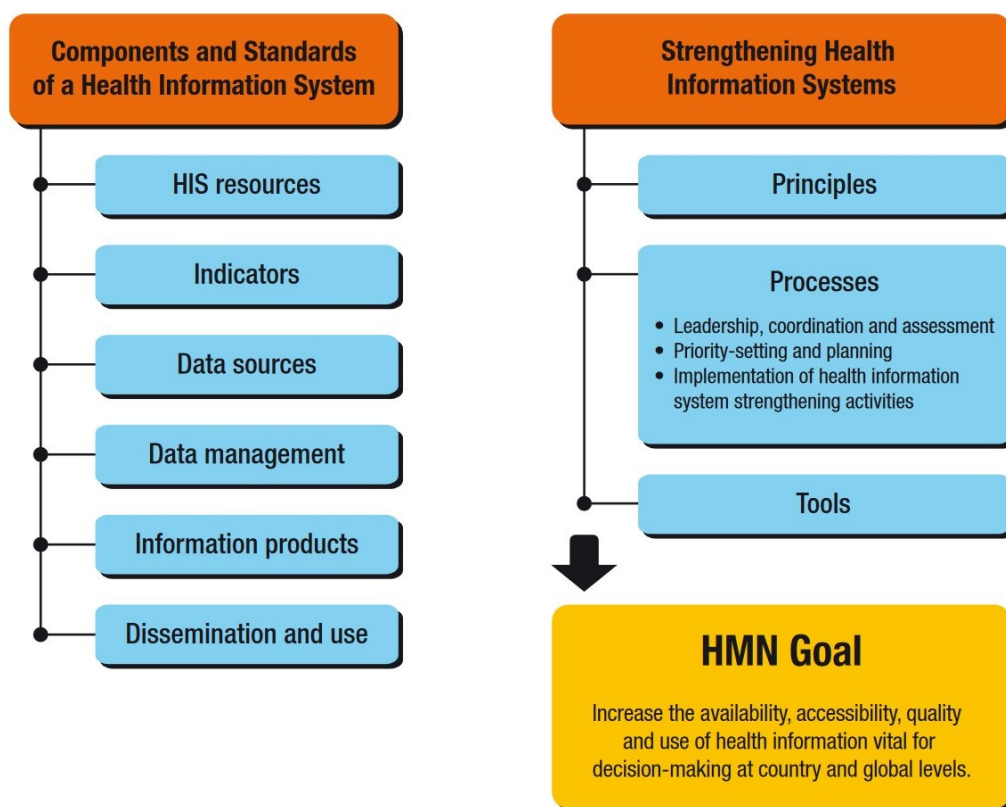 Components and Standards
of a Health Information System
HIS resources
Indicators
Data sources
Data management
Information products
Dissemination and use
Strengthening Health
Information Systems
Principles
Processes
• Leadership, coordination and assessment
• Priority-setting and planning
• Implementation of health information
system strengthening activities
Tools
HMN Goal
Increase the availability, accessibility, quality
and use of health information vital for
decision-making at country and global levels.